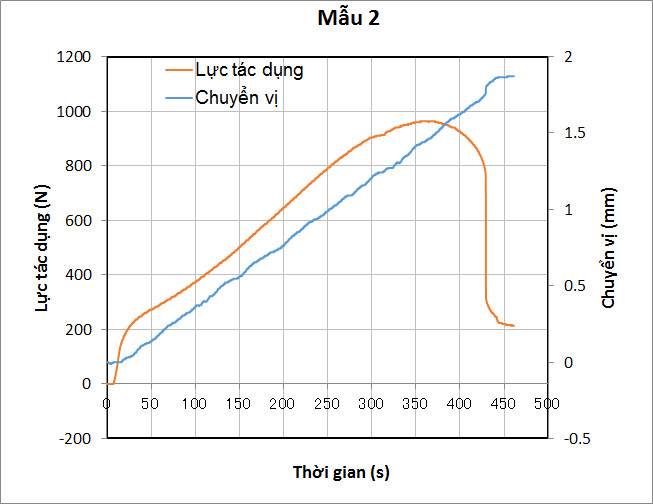 Mẫu 2
Lực tác dụng
Chuyển vị
1200
1000
800
600
400
200
0
-200
Lực tác dụng (N)
2
1.5
1
0.5
0
-0.5
Chuyển vị (mm)
0 50 100 150 200 250 300 350 400 450 500
Thời gian (s)